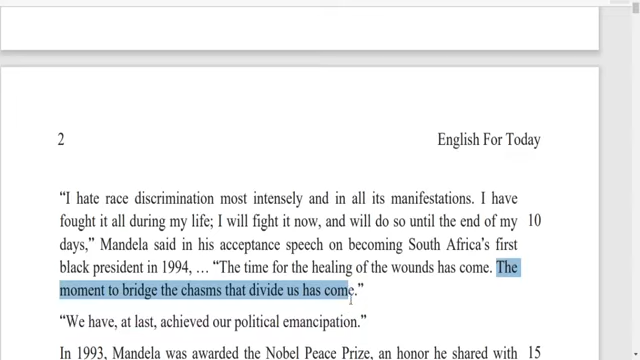 2 English For Today
“I hate race discrimination most intensely and in all its manifestations. I have
fought it all during my life; I will fight it now, and will do so until the end of my 10
days,” Mandela said in his acceptance speech on becoming South Africa's first
black president in 1994, … “The time for the healing of the wounds has come. The
moment to bridge the chasms that divide us has come.”
“We have, at last, achieved our political emancipation.”
In 1993, Mandela was awarded the Nobel Peace Prize, an honor he shared with 15